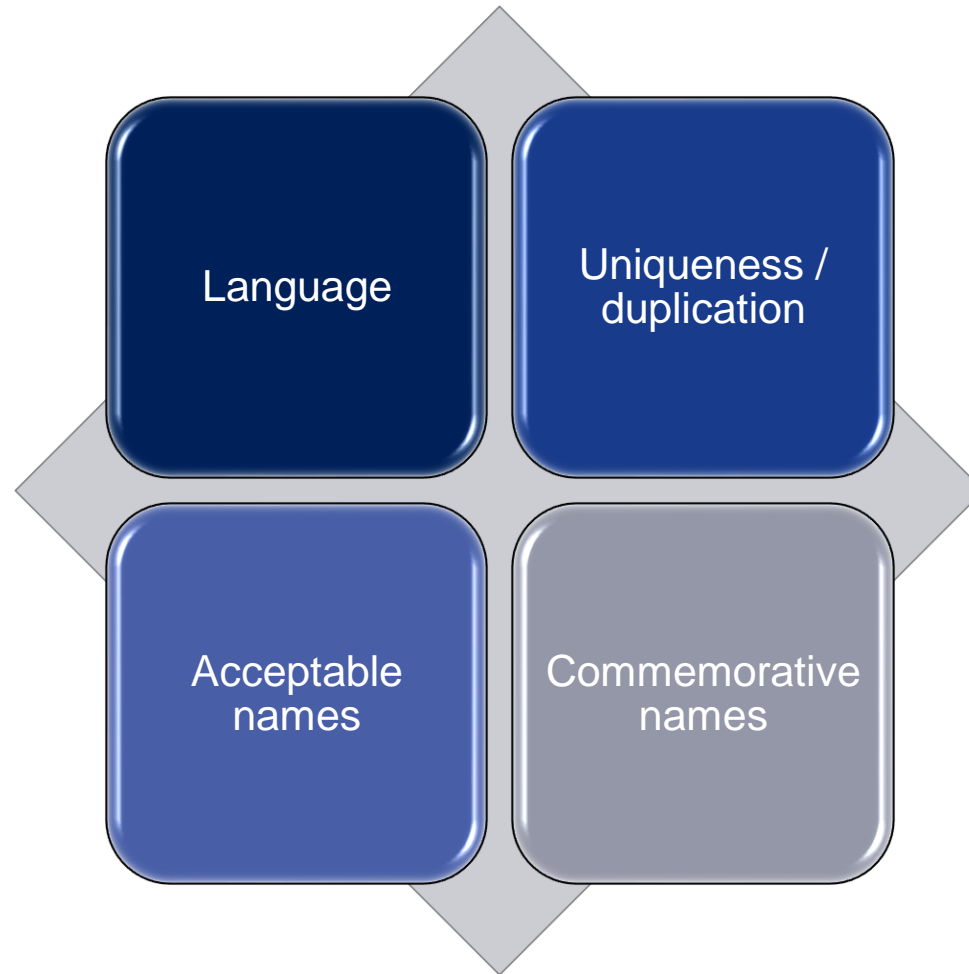 Language
Uniqueness /
duplication
Acceptable
names
Commemorative
names